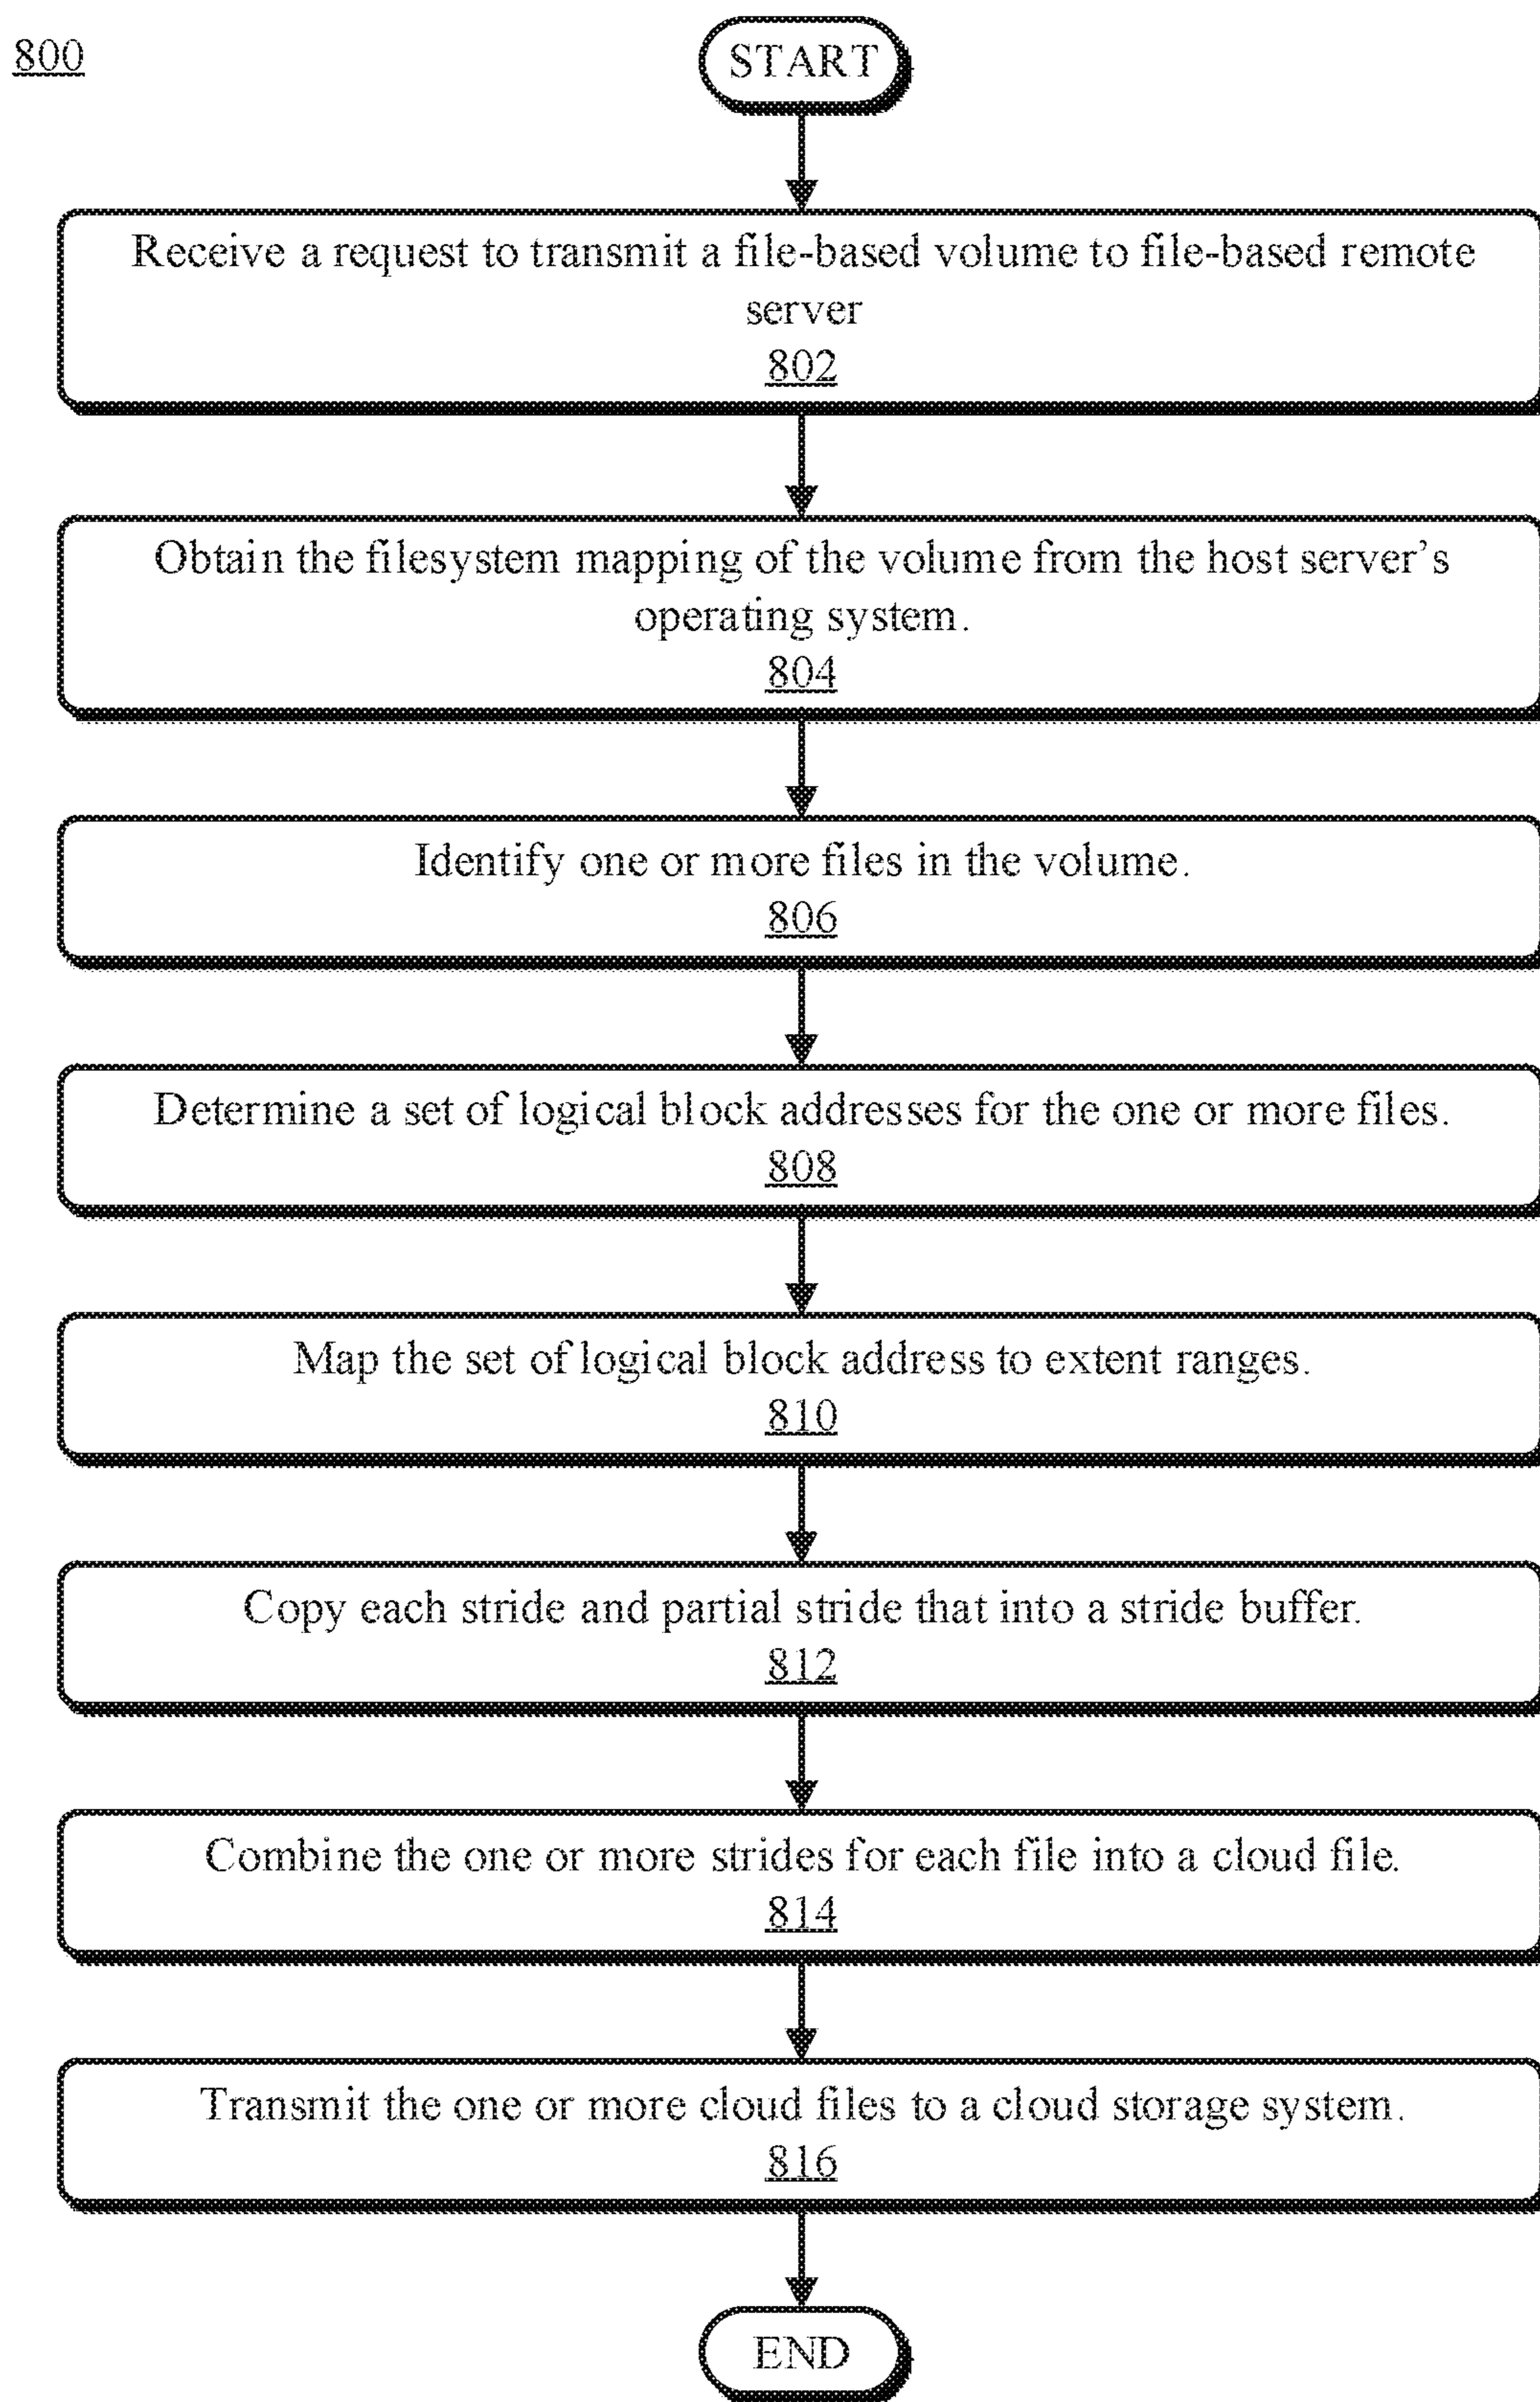 800
START
Receive a request to transmit a file-based volume to file-based remote
server
802
Obtain the filesystem mapping of the volume from the host server's
operating system.
804
Identify one or more files in the volume.
806
Determine a set of logical block addresses for the one or more files.
808
Map the set of logical block address to extent ranges.
810
Copy each stride and partial stride that into a stride buffer.
812
Combine the one or more strides for each file into a cloud file.
814
Transmit the one or more cloud files to a cloud storage system.
816
END